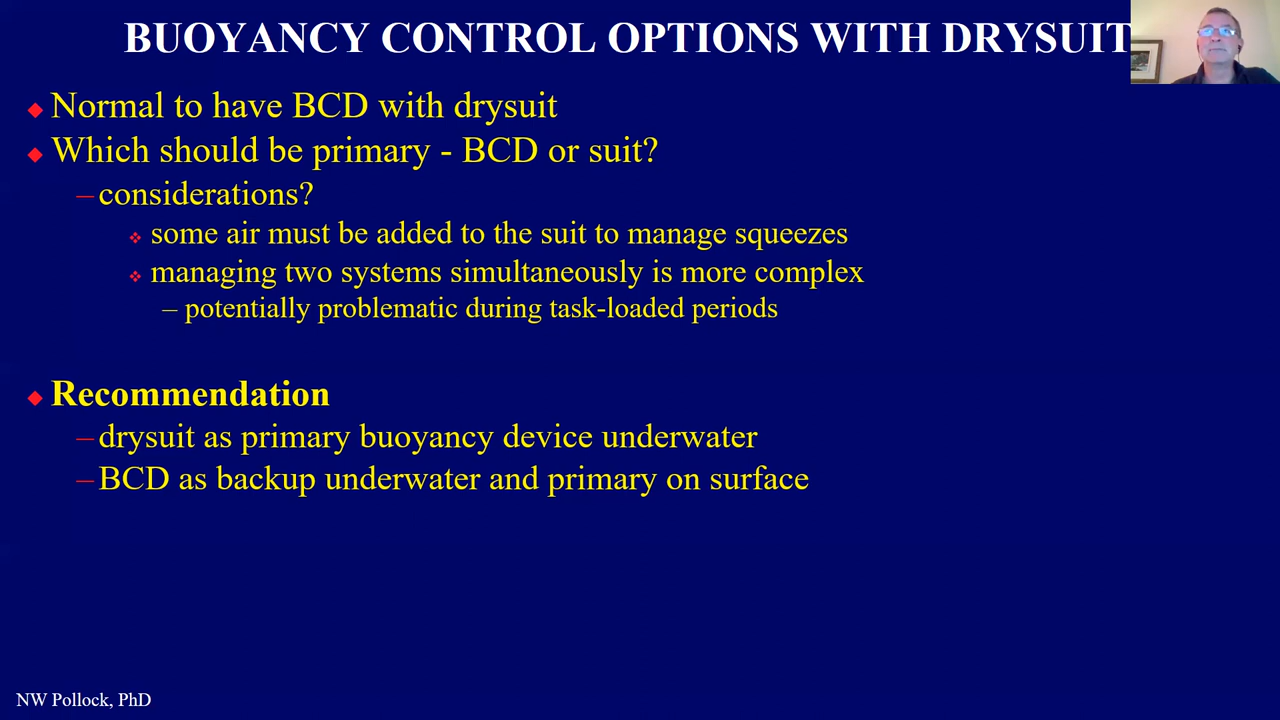 BUOYANCY CONTROL OPTIONS WITH DRYSUIT
◆ Normal to have BCD with drysuit
◆ Which should be primary - BCD or suit?
– considerations?
❖ some air must be added to the suit to manage squeezes
❖ managing two systems simultaneously is more complex
– potentially problematic during task-loaded periods
◆ Recommendation
– drysuit as primary buoyancy device underwater
– BCD as backup underwater and primary on surface
NW Pollock, PhD